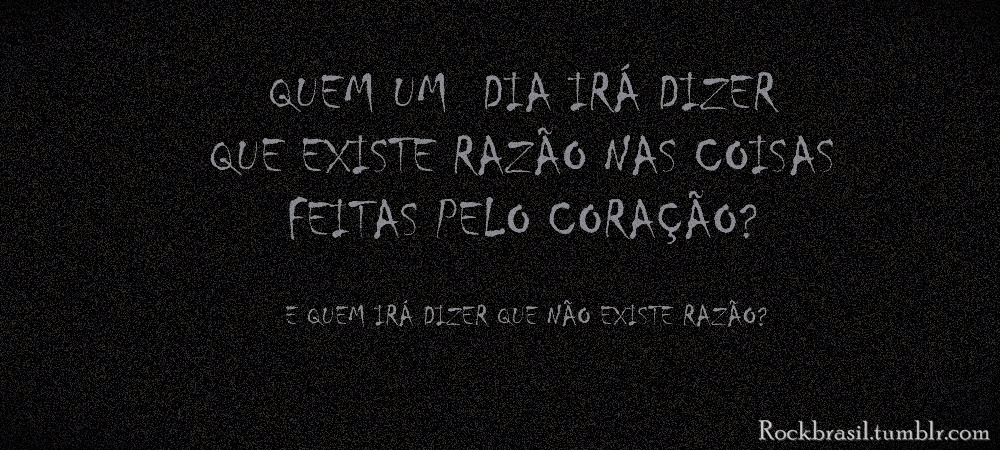 QUEM UM DIA IRÁ DIZER
QUE EXISTE RAZÃO NAS COISAS
FEITAS PELO CORAÇÃO?
E QUEM IRÁ DIZER QUE NÃO EXISTE RAZÃO?
Rockbrasil.tumblr.com